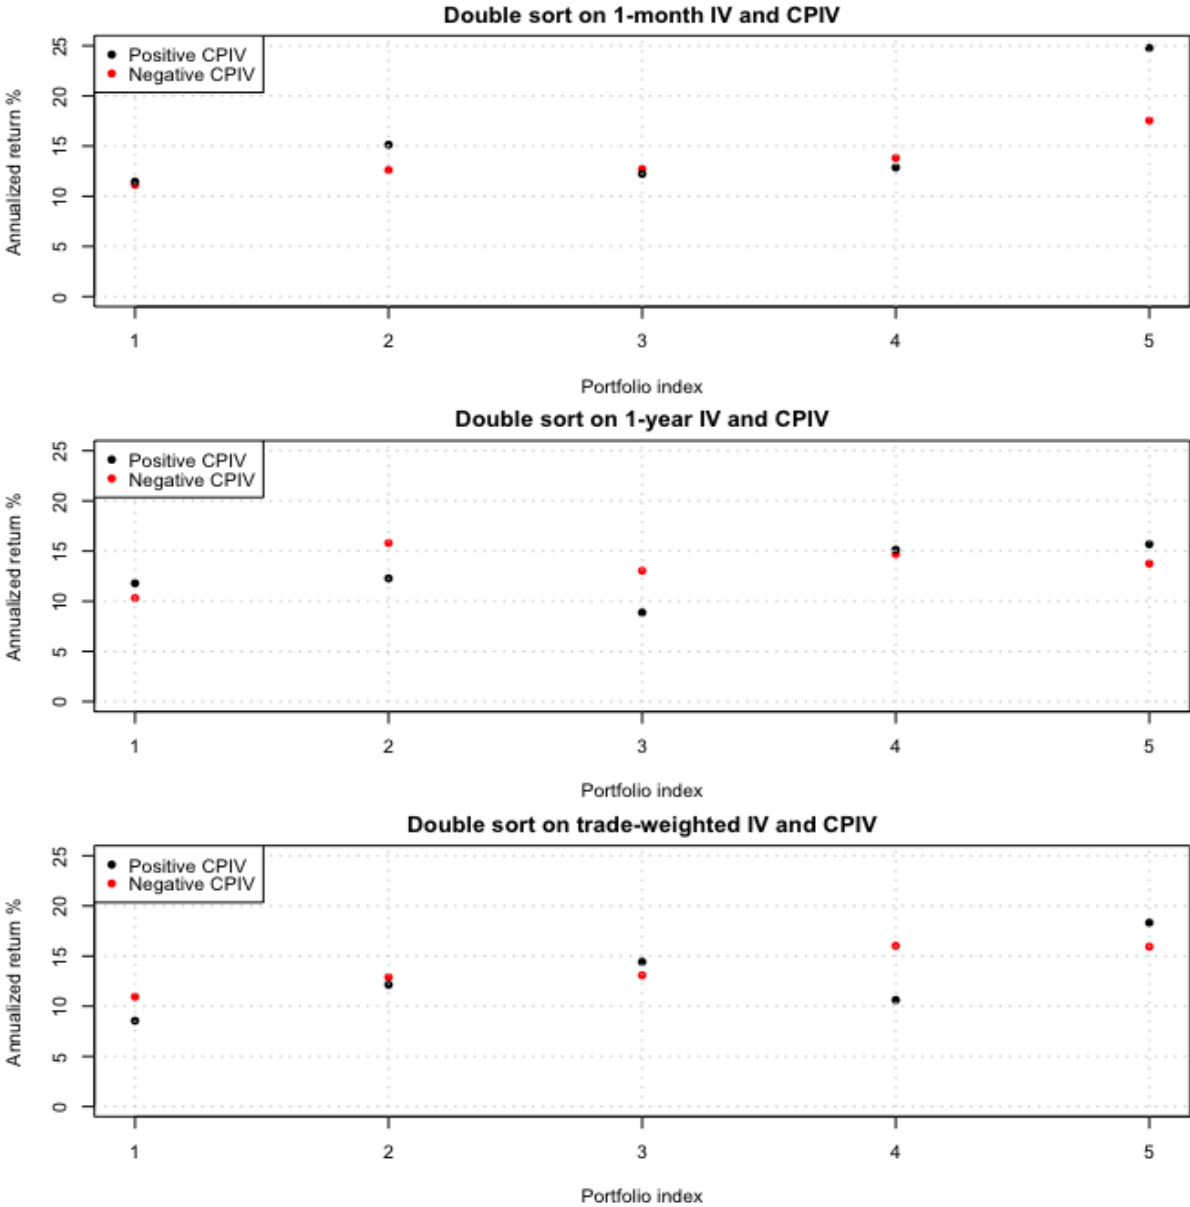 Double sort on 1-month IV and CPIV
Annualized return %
25
20
15
10
5
0
Positive CPIV
Negative CPIV
1 2 3 4 5
Portfolio index
Double sort on 1-year IV and CPIV
Annualized return %
25
20
15
10
5
0
Positive CPIV
Negative CPIV
1 2 3 4 5
Portfolio index
Double sort on trade-weighted IV and CPIV
Annualized return %
25
20
15
10
5
0
Positive CPIV
Negative CPIV
1 2 3 4 5
Portfolio index